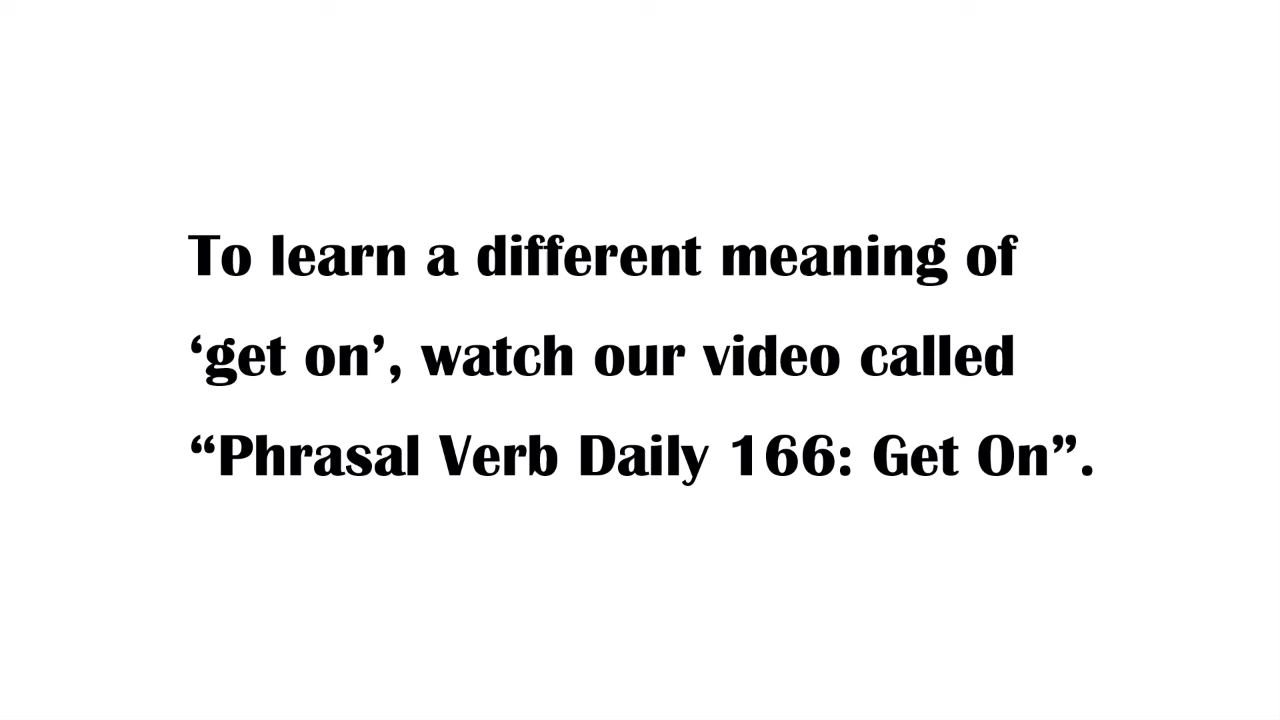 To learn a different meaning of
‘get on’, watch our video called
“Phrasal Verb Daily 166: Get On”.